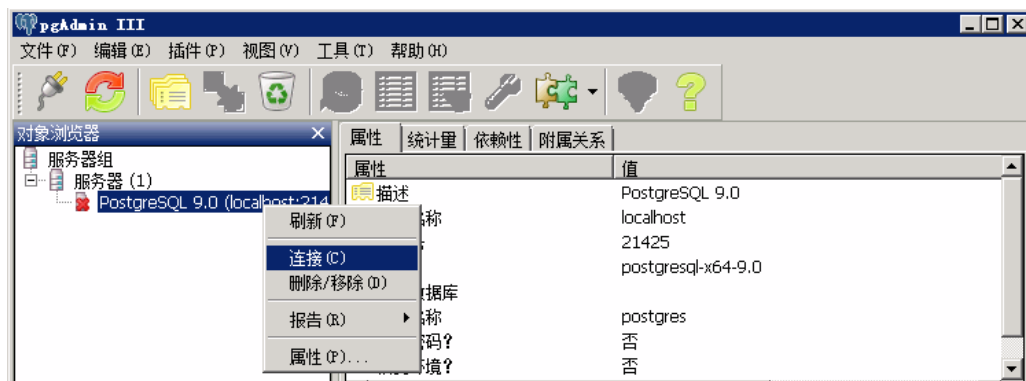 pgAdmin III
文件(F) 编辑(E) 插件(P) 视图(V) 工具(T) 帮助(H)
对象浏览器
服务器组
服务器 (1)
PostgreSQL 9.0 (localhost:214
刷新(F)
连接(C)
删除/移除(D)
报告(R)
属性(P)...
属性 统计量 依赖性 附属关系
属性 值
描述 PostgreSQL 9.0
称 localhost
21425
postgresql-x64-9.0
数据库
称 postgres
密码? 否
境? 否